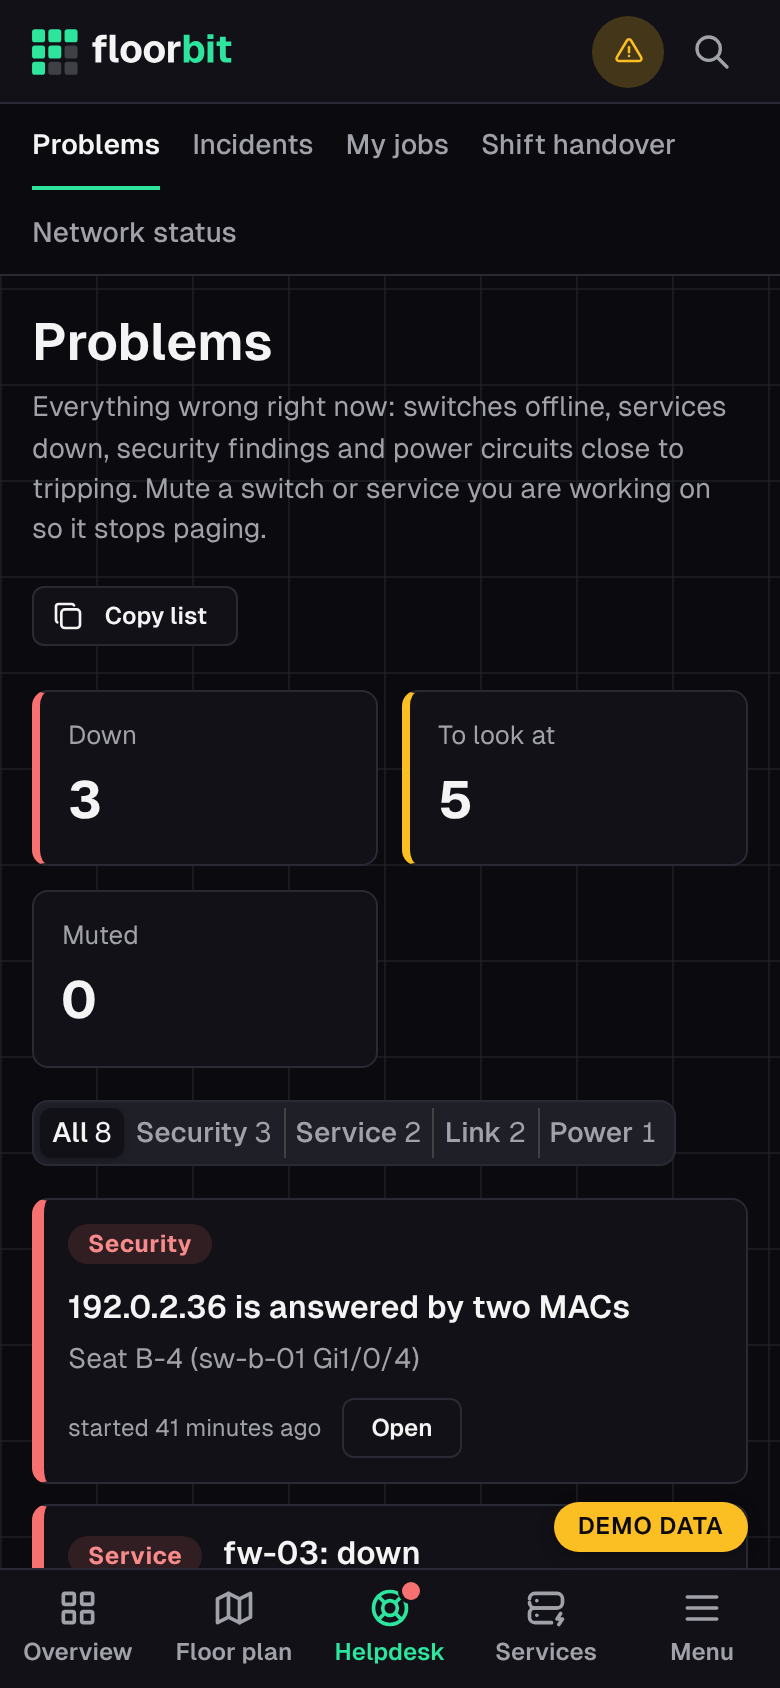 floorbit
Problems Incidents My jobs Shift handover
Network status
Problems
Everything wrong right now: switches offline, services
down, security findings and power circuits close to
tripping. Mute a switch or service you are working on
so it stops paging.
Copy list
Down
3
To look at
5
Muted
0
All 8 Security 3 Service 2 Link 2 Power 1
Security
192.0.2.36 is answered by two MACs
Seat B-4 (sw-b-01 Gi1/0/4)
started 41 minutes ago Open
DEMO DATA
Service fw-03: down
Overview Floor plan Helpdesk Services Menu